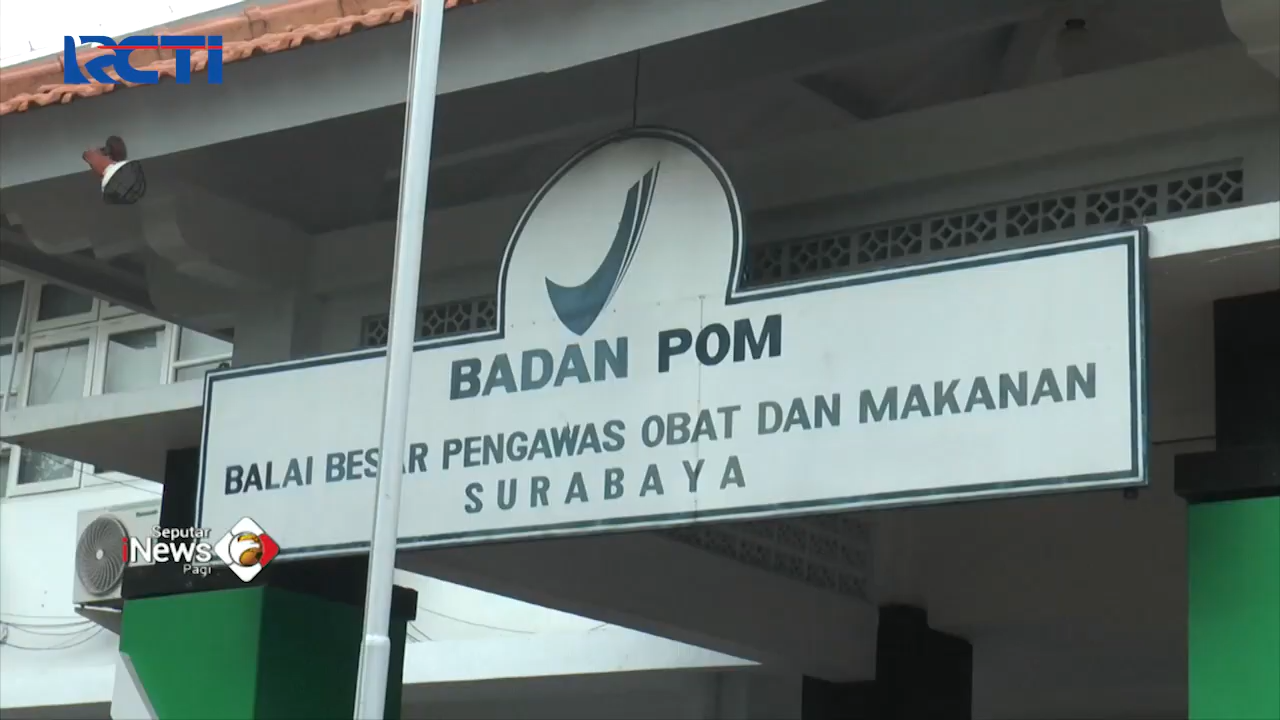 RCTI
BADAN POM
BALAI BESAR PENGAWAS OBAT DAN MAKANAN
SURABAYA
Seputar
iNews
Pagi